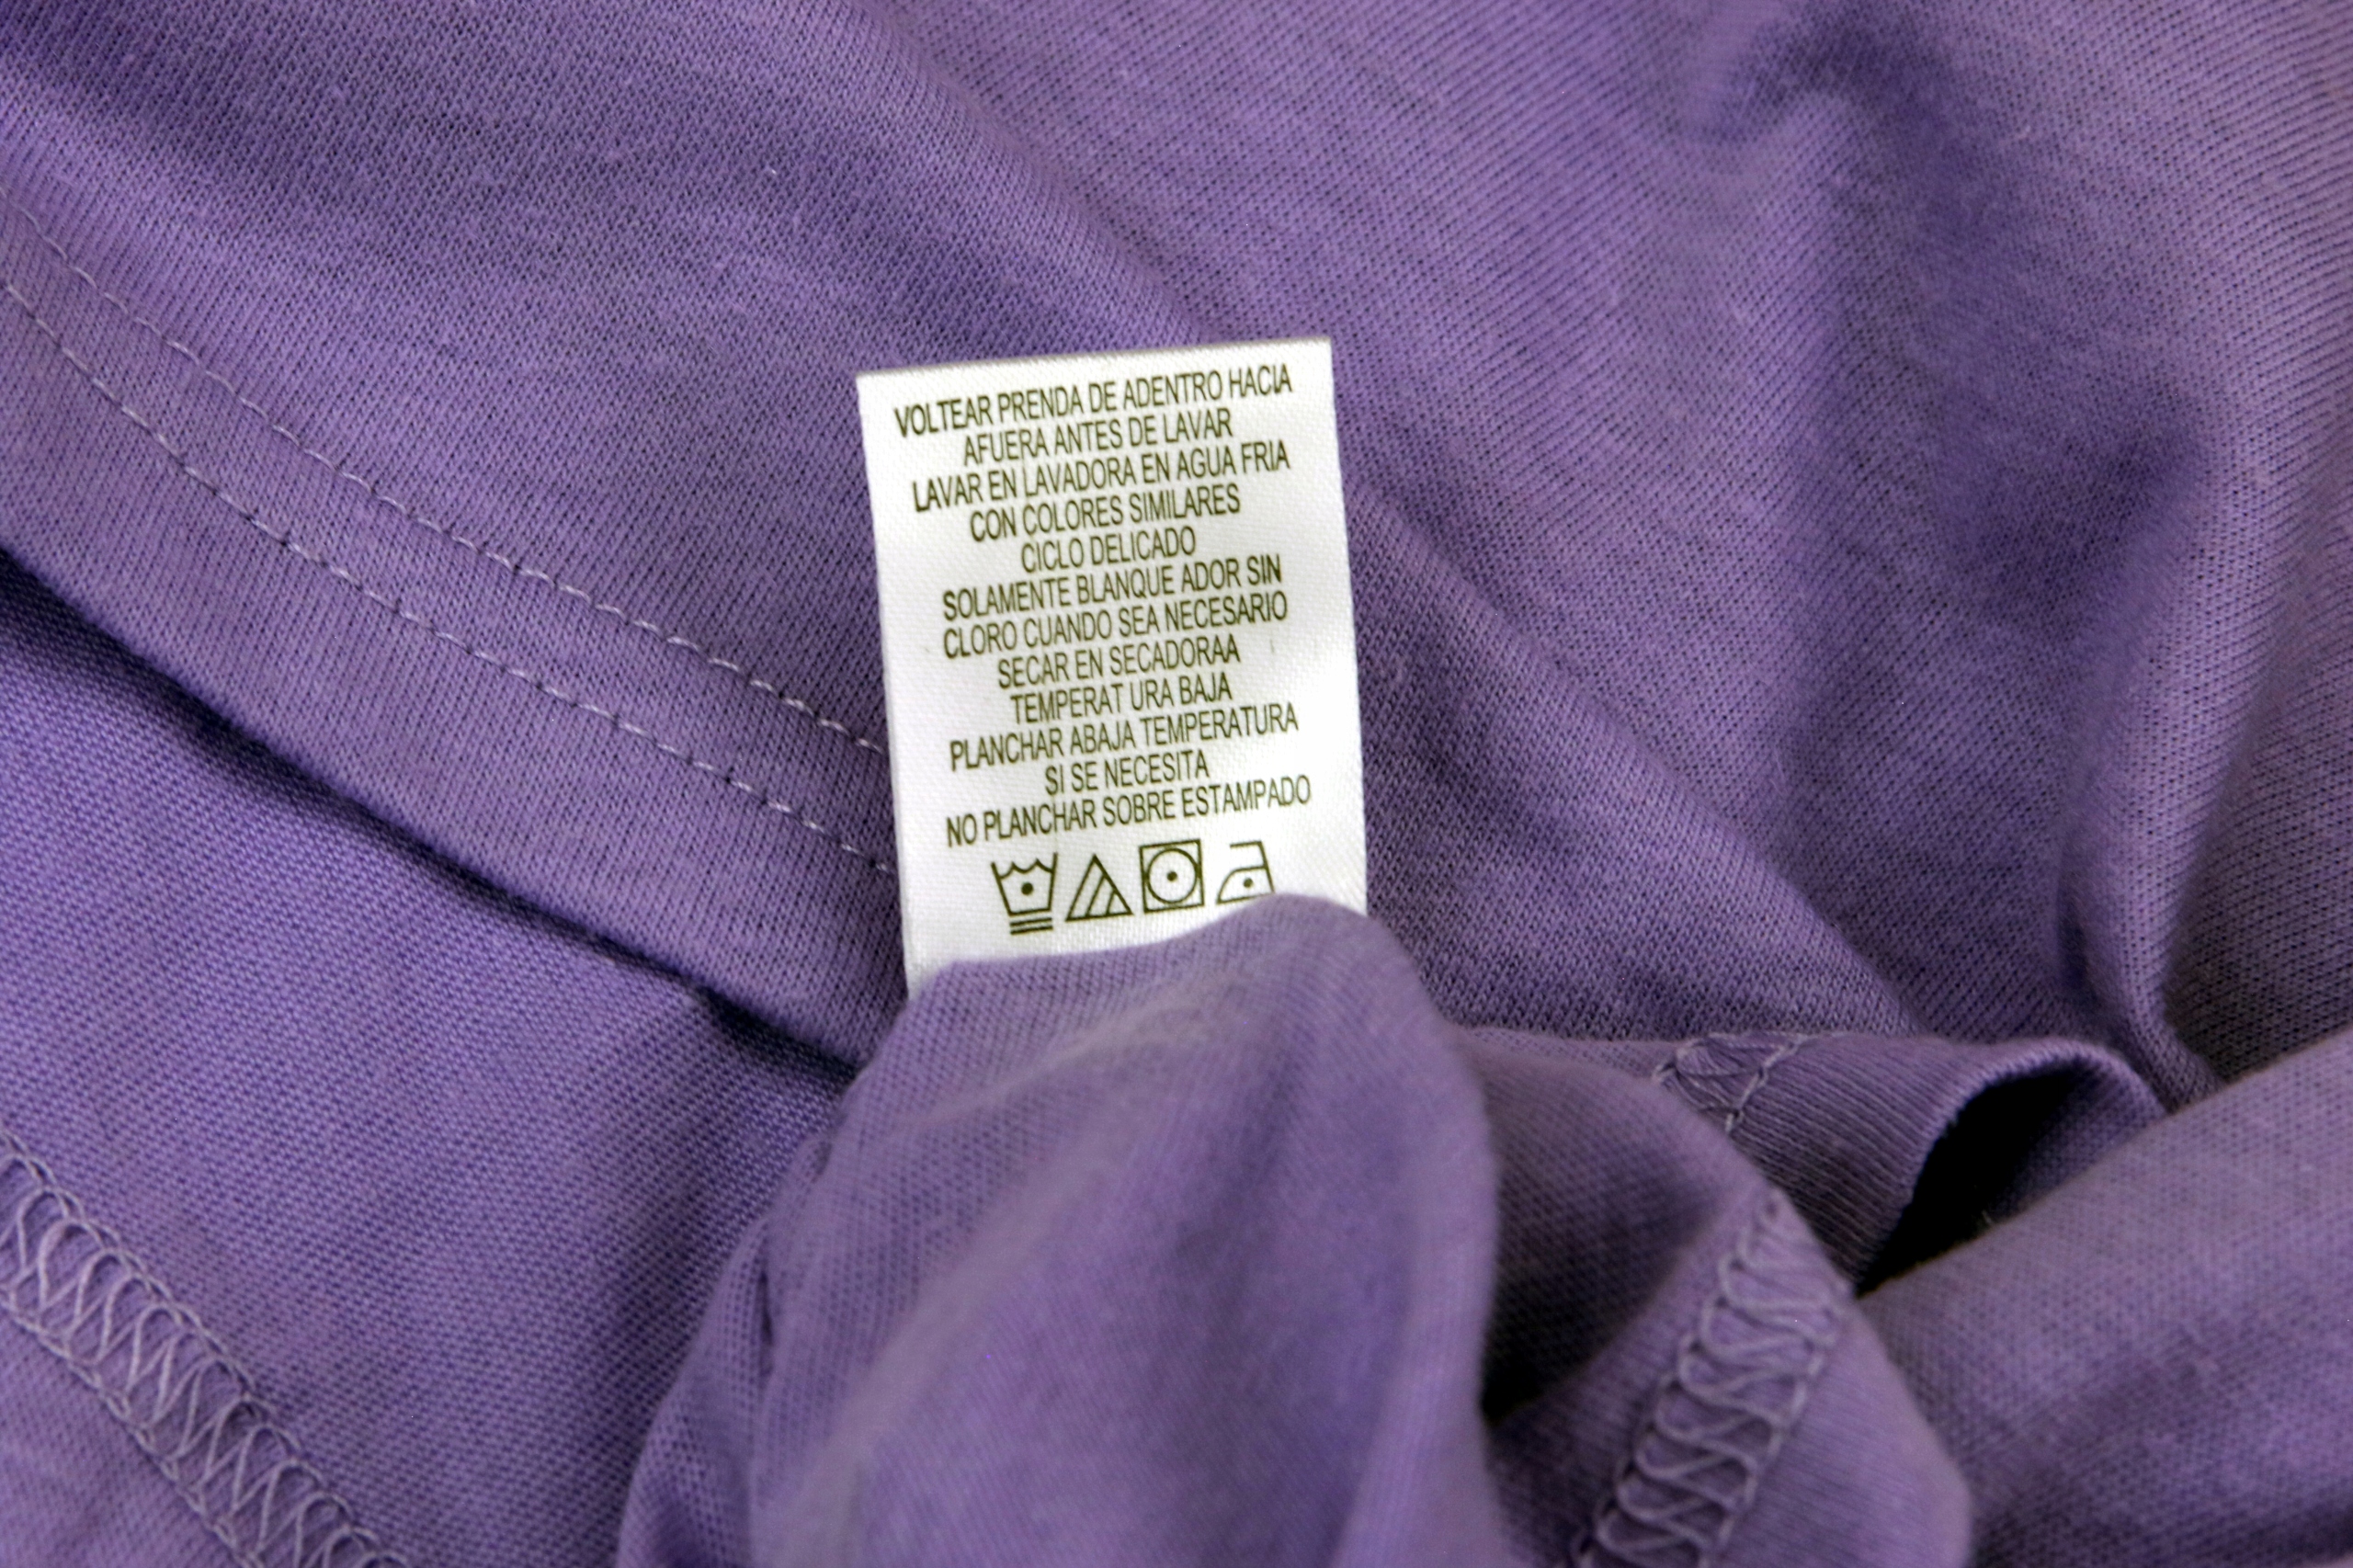 VOLTEAR PRENDA DE ADENTRO HACIA
AFUERA ANTES DE LAVAR
LAVAR EN LAVADORA EN AGUA FRIA
CON COLORES SIMILARES
CICLO DELICADO
SOLAMENTE BLANQUE ADOR SIN
CLORO CUANDO SEA NECESARIO
SECAR EN SECADORAA
TEMPERAT URA BAJA
PLANCHAR ABAJA TEMPERATURA
SI SE NECESITA
NO PLANCHAR SOBRE ESTAMPADO